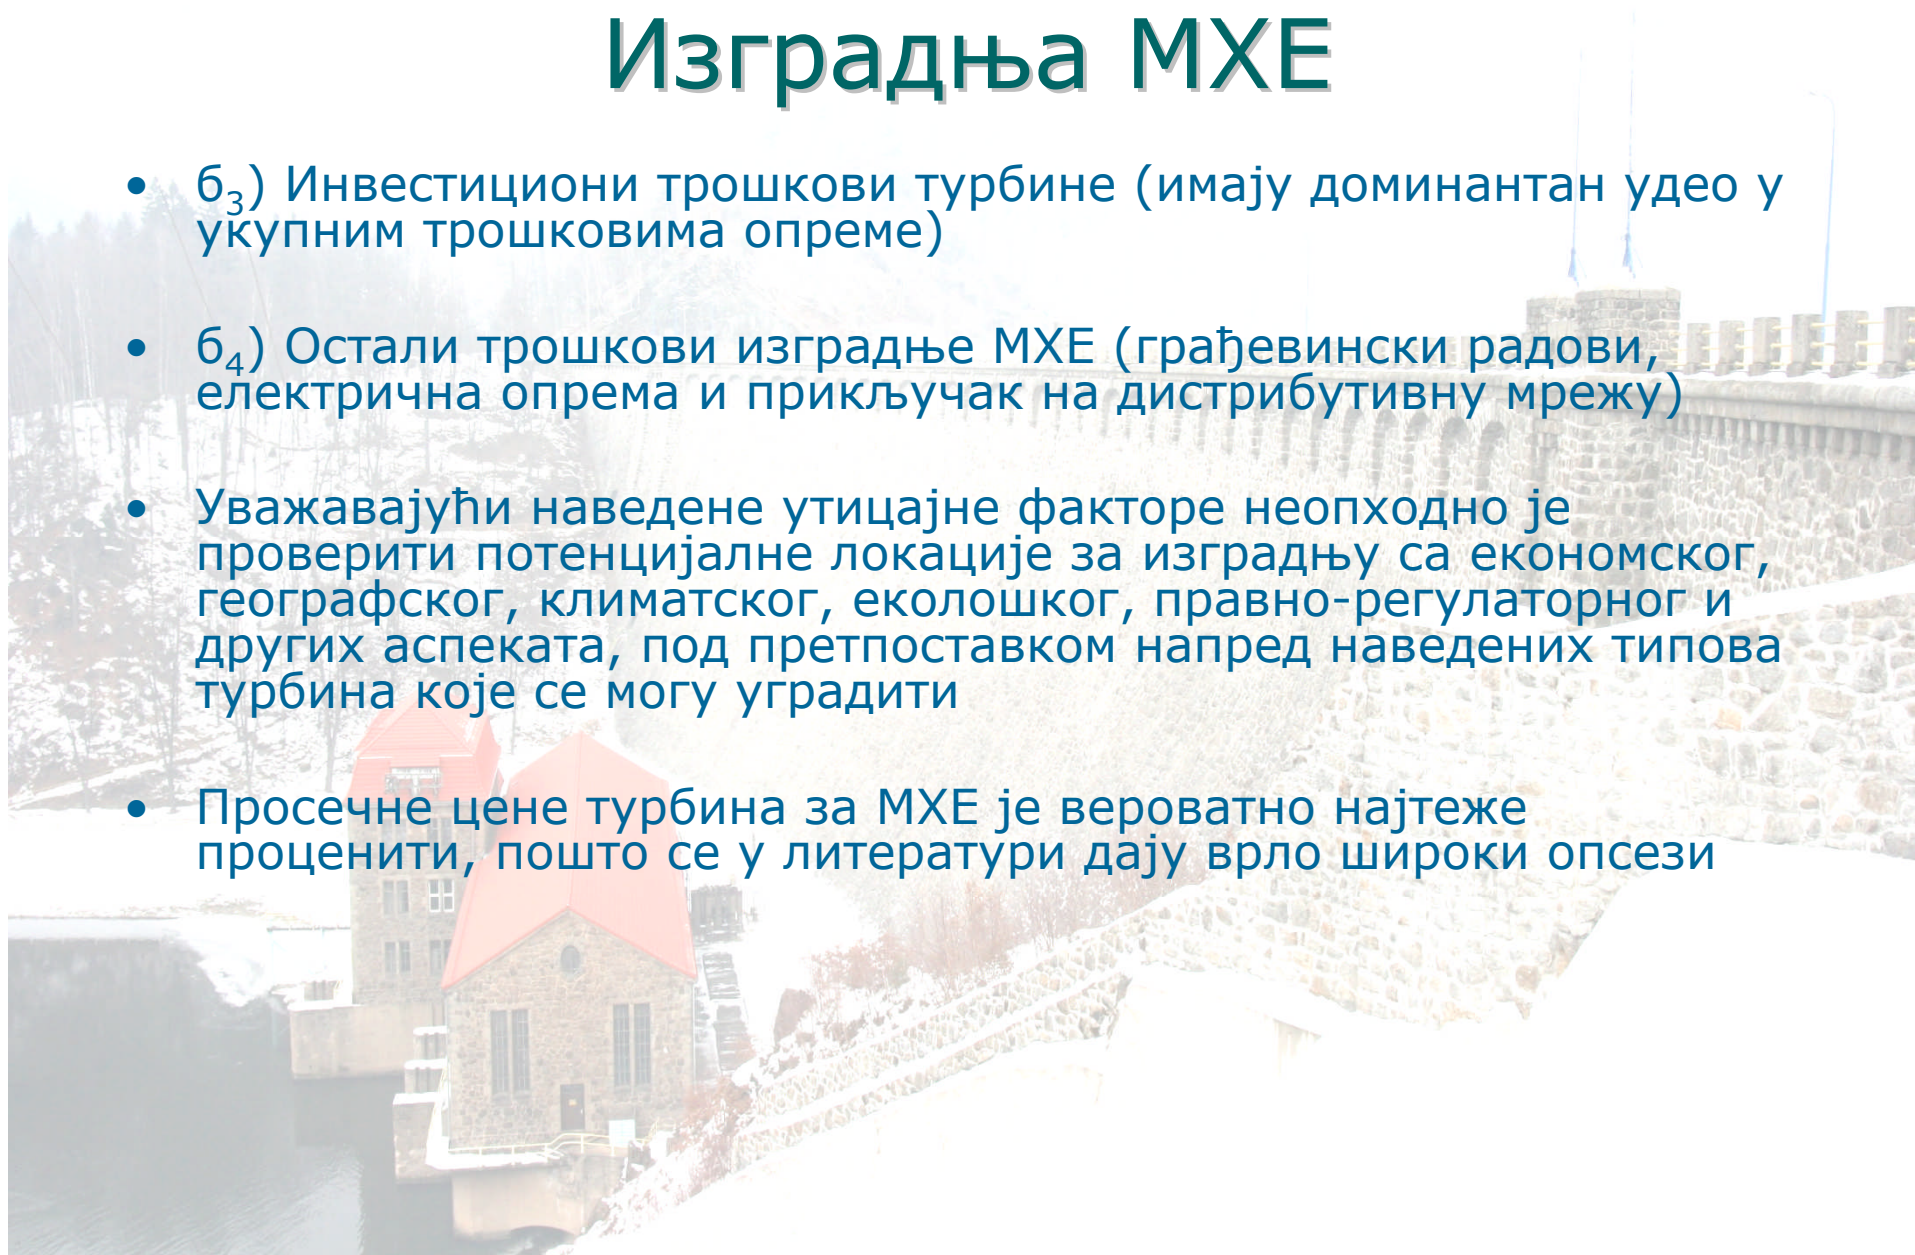 Изградња МХЕ
• б₃) Инвестициони трошкови турбине (имају доминантан удео у
укупним трошковима опреме)
• б₄) Остали трошкови изградње МХЕ (грађевински радови,
електрична опрема и прикључак на дистрибутивну мрежу)
• Уважавајући наведене утицајне факторе неопходно је
проверити потенцијалне локације за изградњу са економског,
географског, климатског, еколошког, правно-регулаторног и
других аспеката, под претпоставком напред наведених типова
турбина које се могу уградити
• Просечне цене турбина за МХЕ је вероватно најтеже
проценити, пошто се у литератури дају врло широки опсези